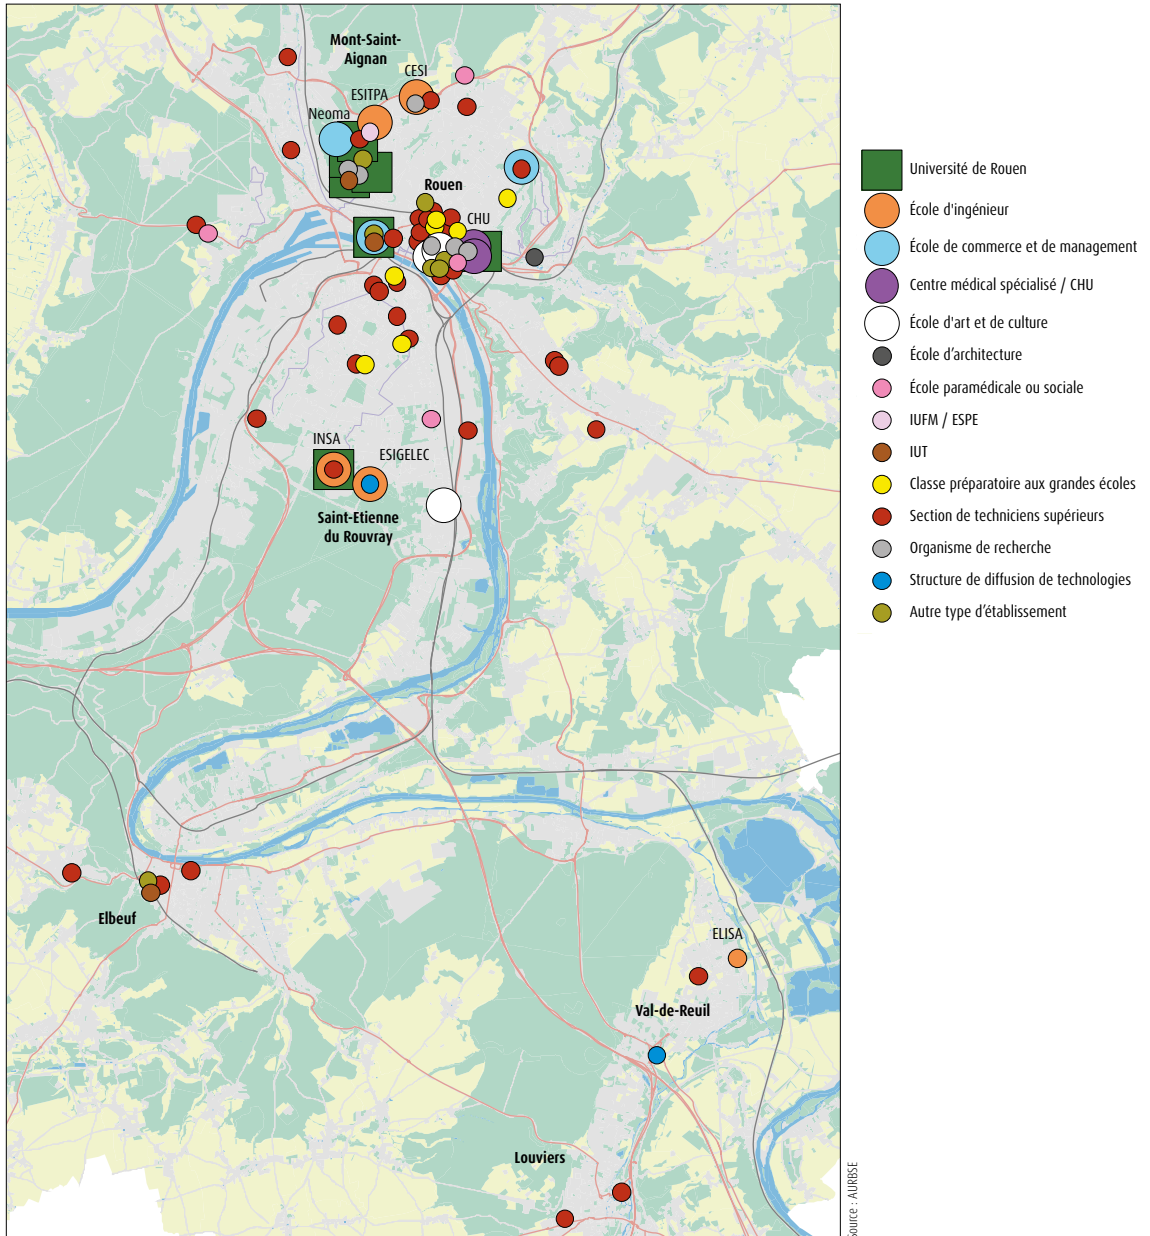 Mont-Saint-
Aignan
CESI
ESITPA
Neoma
Rouen
CHU
INSA
ESIGELEC
Saint-Etienne
du Rouvray
Elbeuf
ELISA
Val-de-Reuil
Louviers
Université de Rouen
École d'ingénieur
École de commerce et de management
Centre médical spécialisé / CHU
École d'art et de culture
École d’architecture
École paramédicale ou sociale
IUFM / ESPE
IUT
Classe préparatoire aux grandes écoles
Section de techniciens supérieurs
Organisme de recherche
Structure de diffusion de technologies
Autre type d’établissement
Source : AURBSE